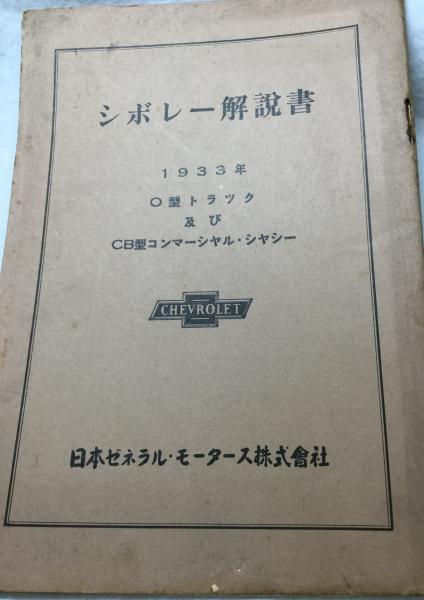 シボレー解說書
1933年
O型トラック
及び
CB型コンマーシヤル・シヤシー
CHEVROLET
日本ゼネラル・モータース株式會社